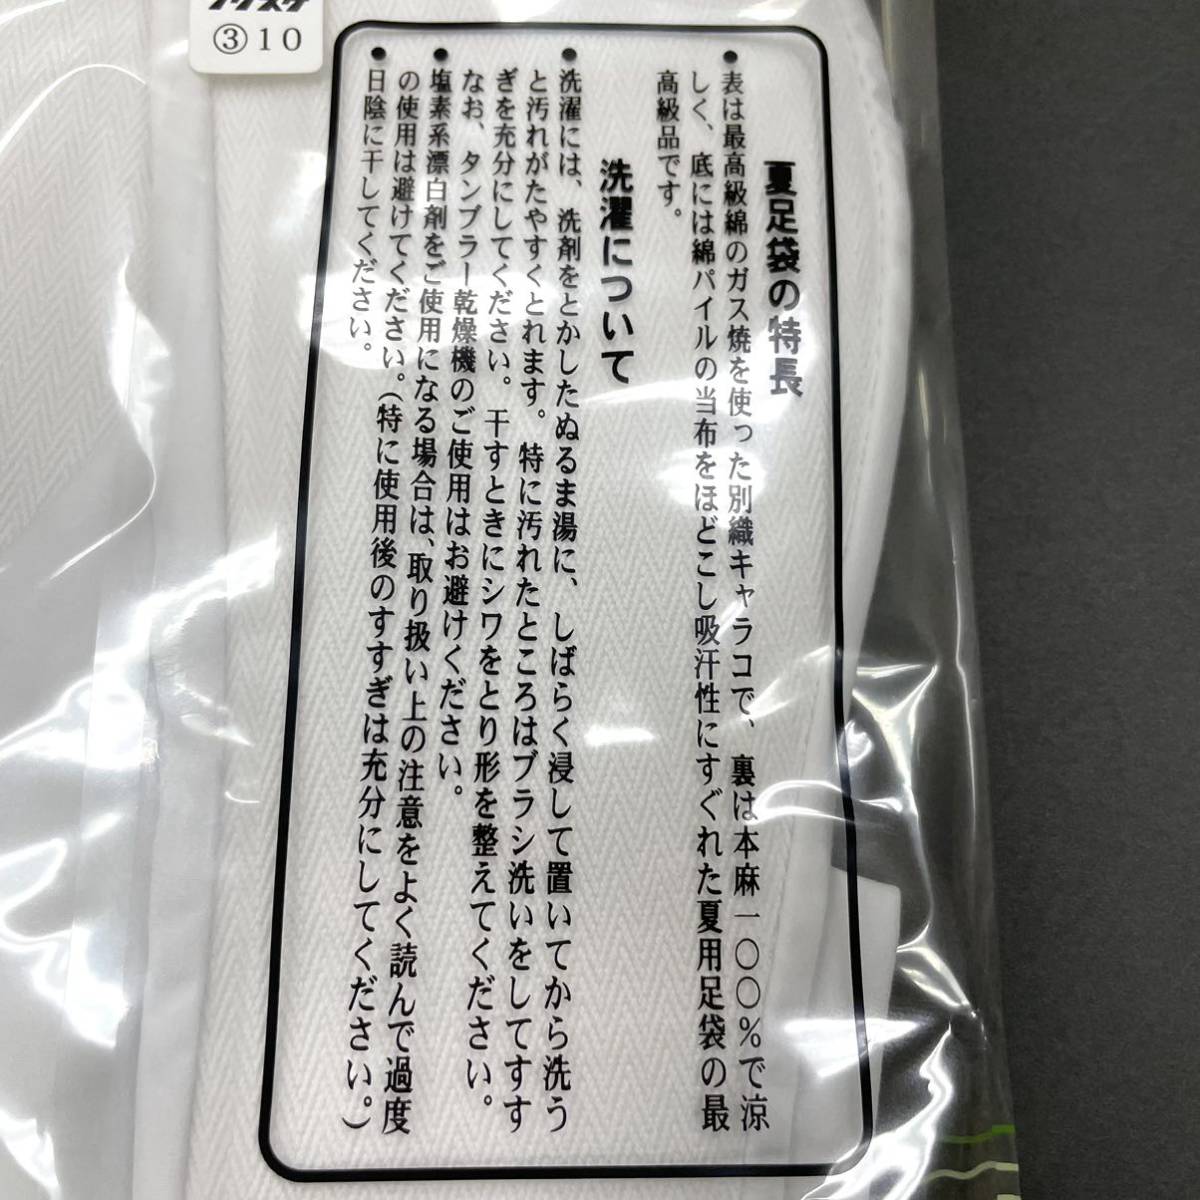 ③10
夏足袋の特長
●表は最高級綿のガス焼を使った別織キャラコで、裏は本麻一〇〇%で涼
しく、底には綿パイルの当布をほどこし吸汗性にすぐれた夏用足袋の最
高級品です。
洗濯について
●洗濯には、洗剤をとかしたぬるま湯に、しばらく浸して置いてから洗う
と汚れがたやすくとれます。特に汚れたところはブラシ洗いをしてすす
ぎを充分にしてください。干すときにシワをとり形を整えてください。
なお、タンブラー乾燥機のご使用はお避けください。
●塩素系漂白剤をご使用になる場合は、取り扱い上の注意をよく読んで過度
の使用は避けてください。(特に使用後のすすぎは充分にしてください。)
●日陰に干してください。